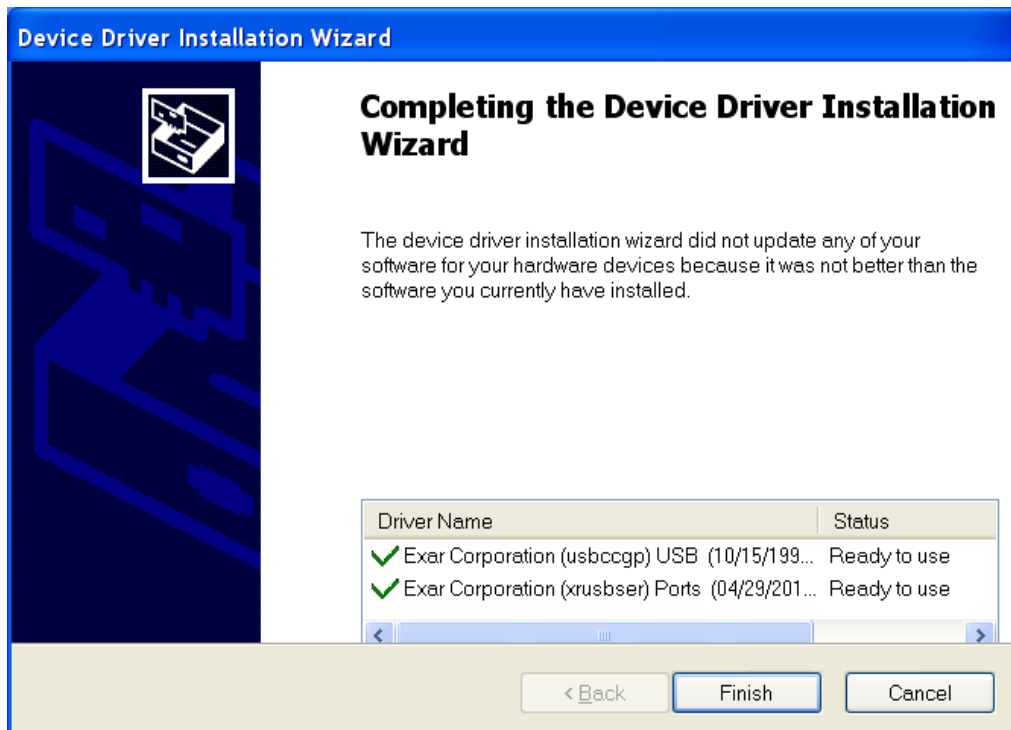 Device Driver Installation Wizard
Completing the Device Driver Installation
Wizard
The device driver installation wizard did not update any of your
software for your hardware devices because it was not better than the
software you currently have installed.
Driver Name Status
Exar Corporation (usbccgp) USB (10/15/199... Ready to use
Exar Corporation (xrusbser) Ports (04/29/201... Ready to use
< Back Finish Cancel